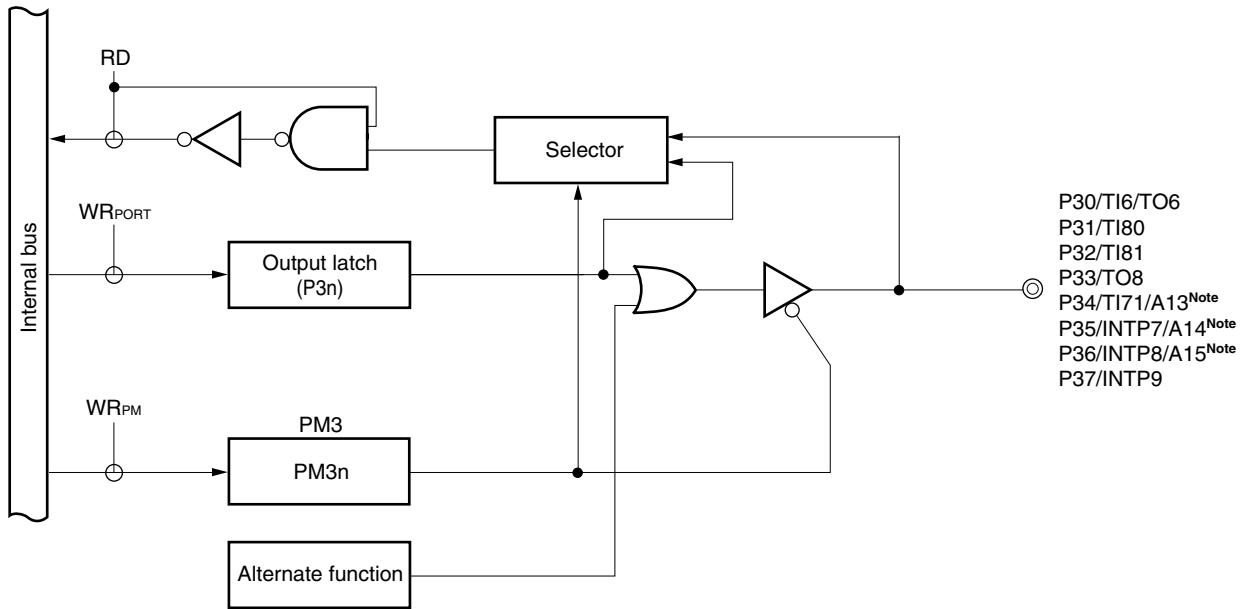 RD
Selector
Internal bus
WRPORT
Output latch
(P3n)
WRPM
PM3
PM3n
Alternate function
P30/TI6/TO6
P31/TI80
P32/TI81
P33/TO8
P34/TI71/A13Note
P35/INTP7/A14Note
P36/INTP8/A15Note
P37/INTP9